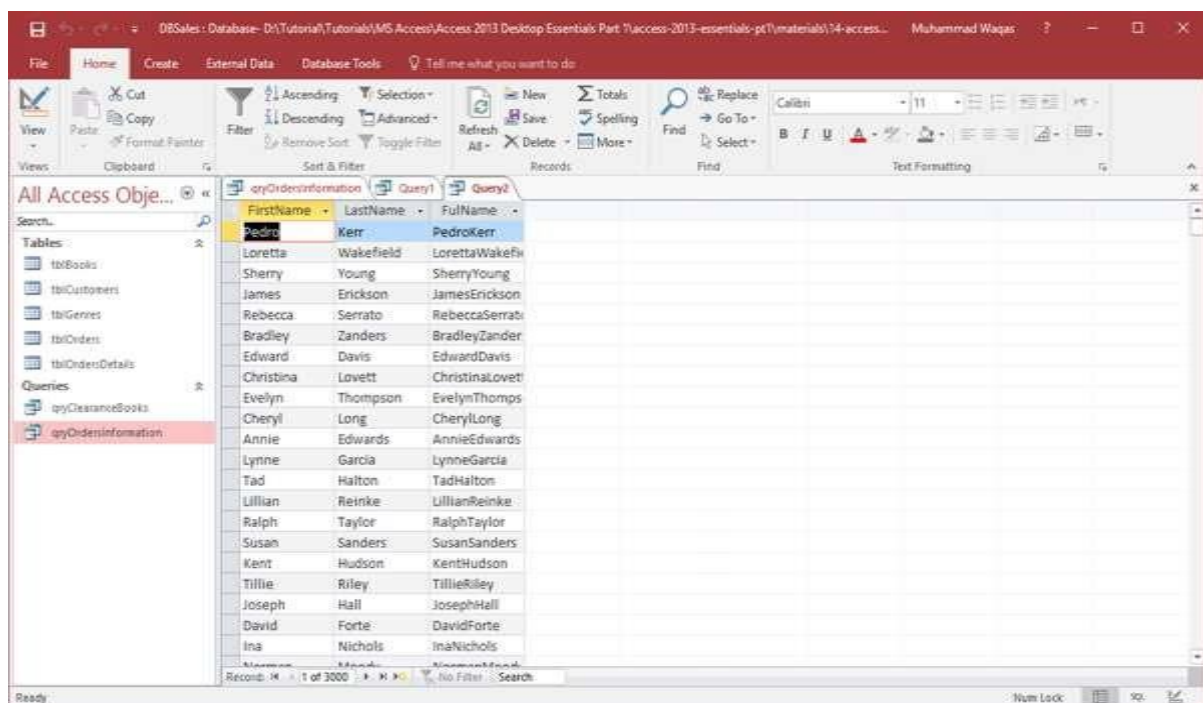 DBSales : Database- D:\Tutorial\Tutorials\MS Access\Access 2013 Desktop Essentials Part 1\access-2013-essentials-pt1\materials\14-access... Muhammad Waqas ?
File Home Create External Data Database Tools Tell me what you want to do
View
Views
Paste
Cut
Copy
Format Painter
Clipboard
Filter
Ascending
Descending
Remove Sort
Selection
Advanced
Toggle Filter
Sort & Filter
Refresh All
New
Save
Delete
Totals
Spelling
More
Records
Find
Replace
Go To
Select
Find
Calibri 11
B I U A
Text Formatting
All Access Obje...
Search..
Tables
tblBooks
tblCustomers
tblGenres
tblOrders
tblOrdersDetails
Queries
qryClearanceBooks
qryOrdersInformation
qryOrdersInformation Query1 Query2
FirstName LastName FulName
Pedro Kerr PedroKerr
Loretta Wakefield LorettaWakefi
Sherry Young SherryYoung
James Erickson JamesErickson
Rebecca Serrato RebeccaSerrat
Bradley Zanders BradleyZander
Edward Davis EdwardDavis
Christina Lovett ChristinaLovet
Evelyn Thompson EvelynThomps
Cheryl Long CherylLong
Annie Edwards AnnieEdwards
Lynne Garcia LynneGarcia
Tad Halton TadHalton
Lillian Reinke LillianReinke
Ralph Taylor RalphTaylor
Susan Sanders SusanSanders
Kent Hudson KentHudson
Tillie Riley TillieRiley
Joseph Hall JosephHall
David Forte DavidForte
Ina Nichols InaNichols
Record: 1 of 3000 No Filter Search
Ready Num Lock SQL